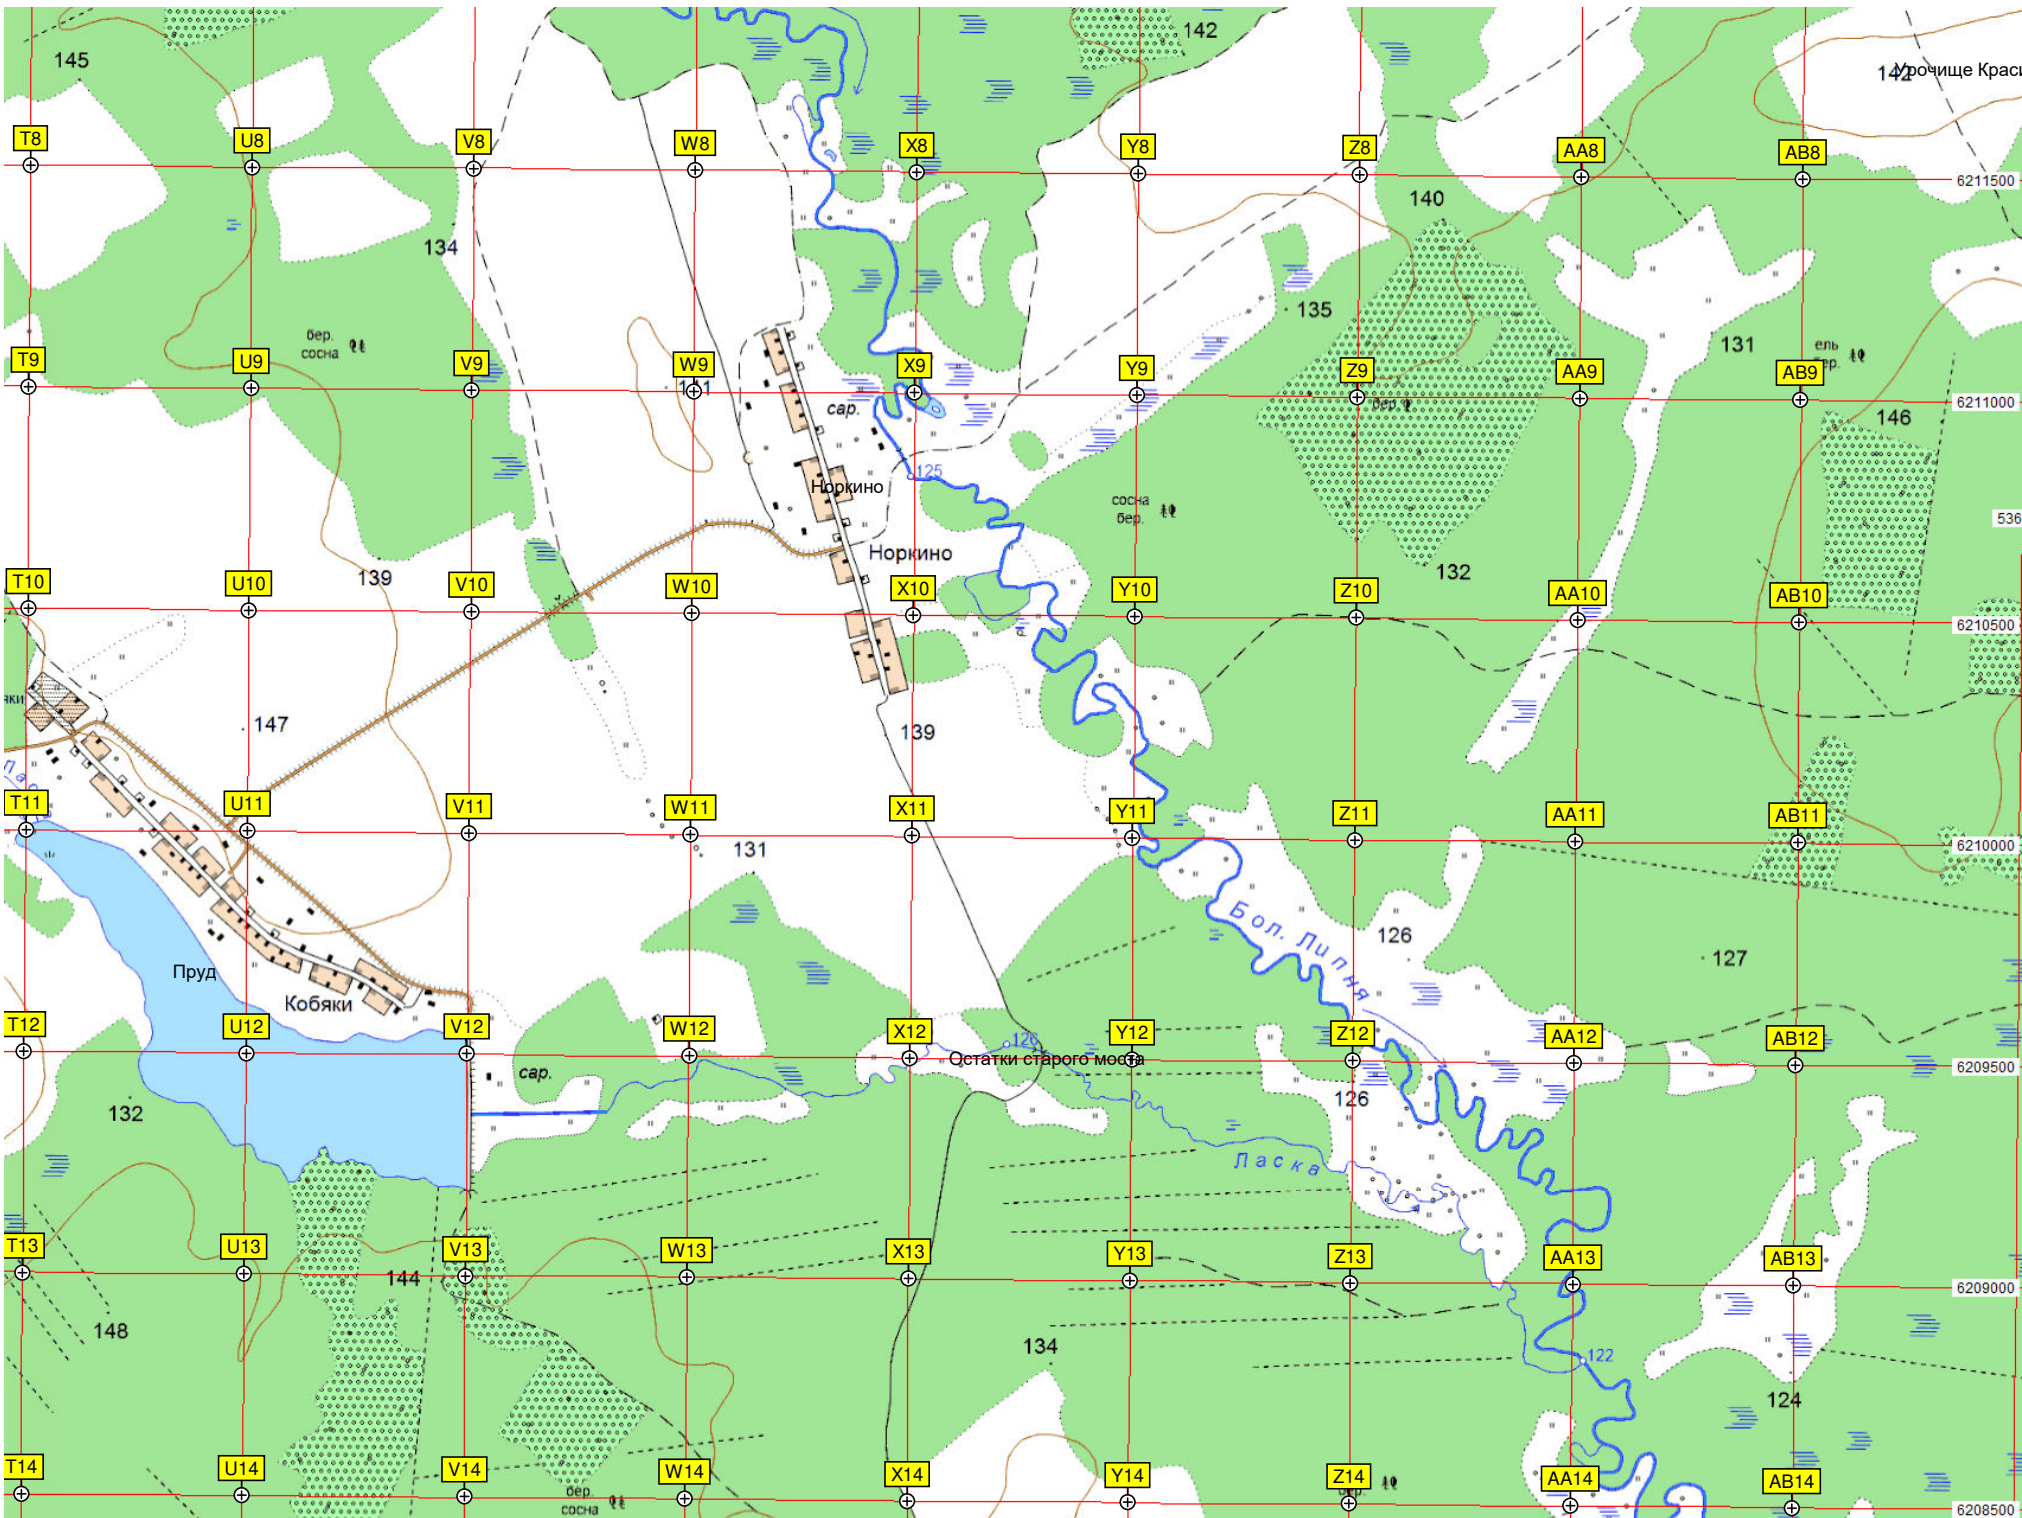 145
142
142
Урочище Краси
T8
U8
V8
W8
X8
Y8
Z8
AA8
AB8
6211500
134
140
135
131
бер.
сосна
ель
T9
U9
V9
W9
X9
Y9
Z9
AA9
AB9
6211000
сар.
бер.
146
125
Норкино
сосна
бер.
536
Норкино
139
132
T10
U10
V10
W10
X10
Y10
Z10
AA10
AB10
6210500
яки
147
139
T11
U11
V11
W11
X11
Y11
Z11
AA11
AB11
6210000
131
Бол. Липня
126
127
Пруд
Кобяки
T12
U12
V12
W12
X12
Y12
Z12
AA12
AB12
126
Остатки старого моста
6209500
сар.
132
126
Ласка
T13
U13
V13
W13
X13
Y13
Z13
AA13
AB13
6209000
144
148
134
122
124
T14
U14
V14
W14
X14
Y14
Z14
AA14
AB14
бер.
сосна
6208500